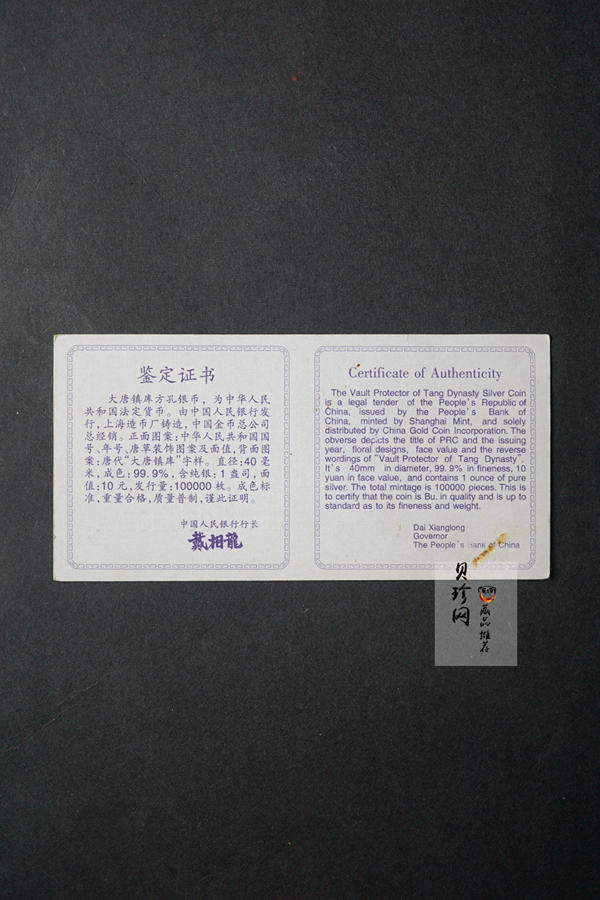 鉴定证书
大唐镇库方孔银币，为中华人民
共和国法定货币。由中国人民银行发
行，上海造币厂铸造，中国金币总公司
总经销。正面图案：中华人民共和国国
号、年号、唐草装饰图案及面值，背面图
案：唐代“大唐镇库”字样。直径：40毫
米，成色：99.9%，含纯银：1盎司，面
值：10元，发行量：100000枚。成色标
准，重量合格，质量普制，谨此证明。
中国人民银行行长
戴相龍
Certificate of Authenticity
The Vault Protector of Tang Dynasty Silver Coin
is a legal tender of the People's Republic of
China, issued by the People's Bank of
China, minted by Shanghai Mint, and solely
distributed by China Gold Coin Incorporation. The
obverse depicts the title of PRC and the issuing
year, floral designs, face value and the reverse
wordings of "Vault Protector of Tang Dynasty".
It's 40mm in diameter, 99.9% in fineness, 10
yuan in face value, and contains 1 ounce of pure
silver. The total mintage is 100000 pieces. This is
to certify that the coin is Bu. in quality and is up to
standard as to its fineness and weight.
Dai Xianglong
Governor
The People's Bank of China
贝珍网
藏品推荐